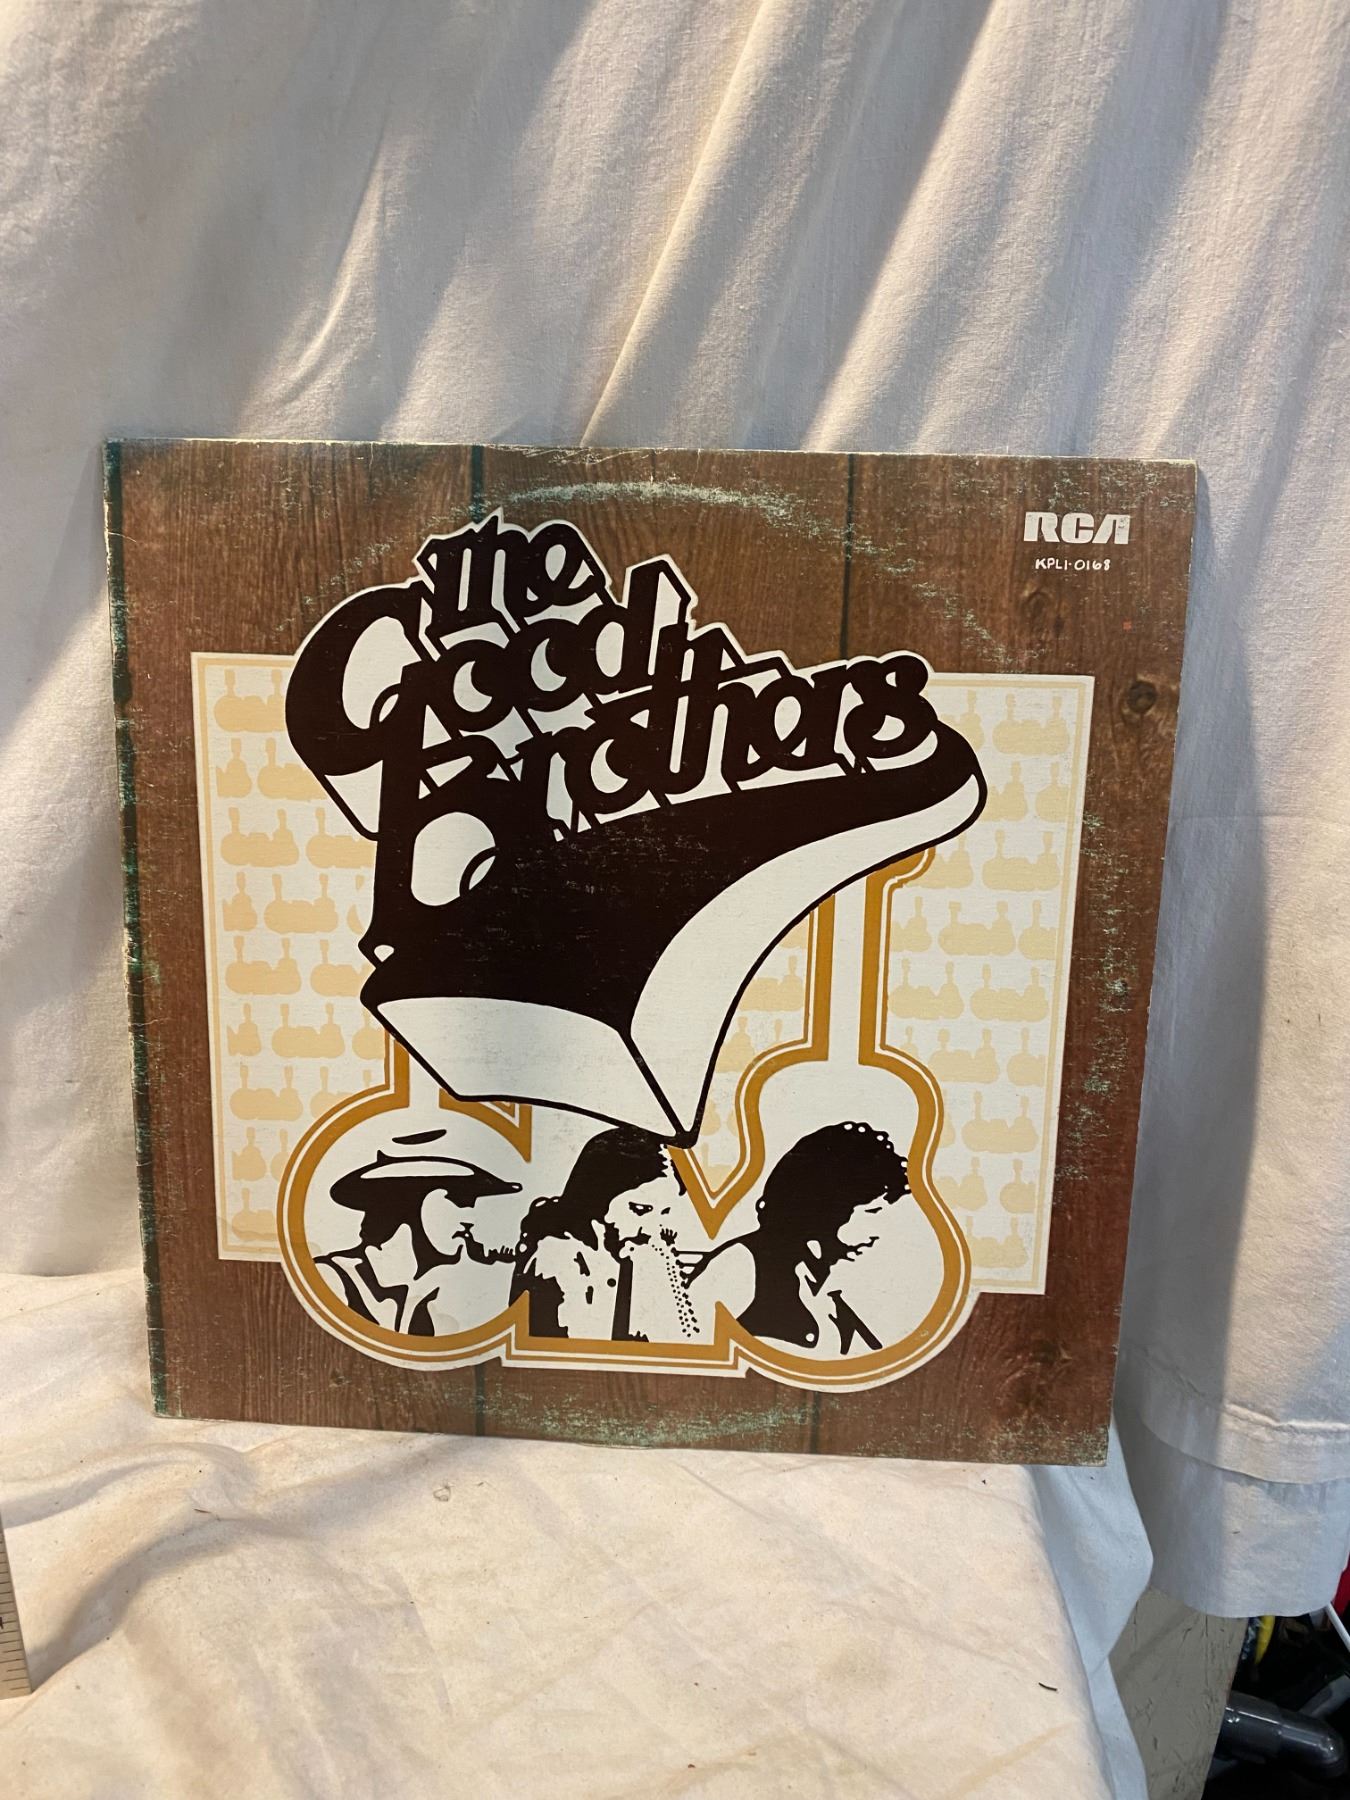 The
Good
Brothers
RCA
KPL1-0168